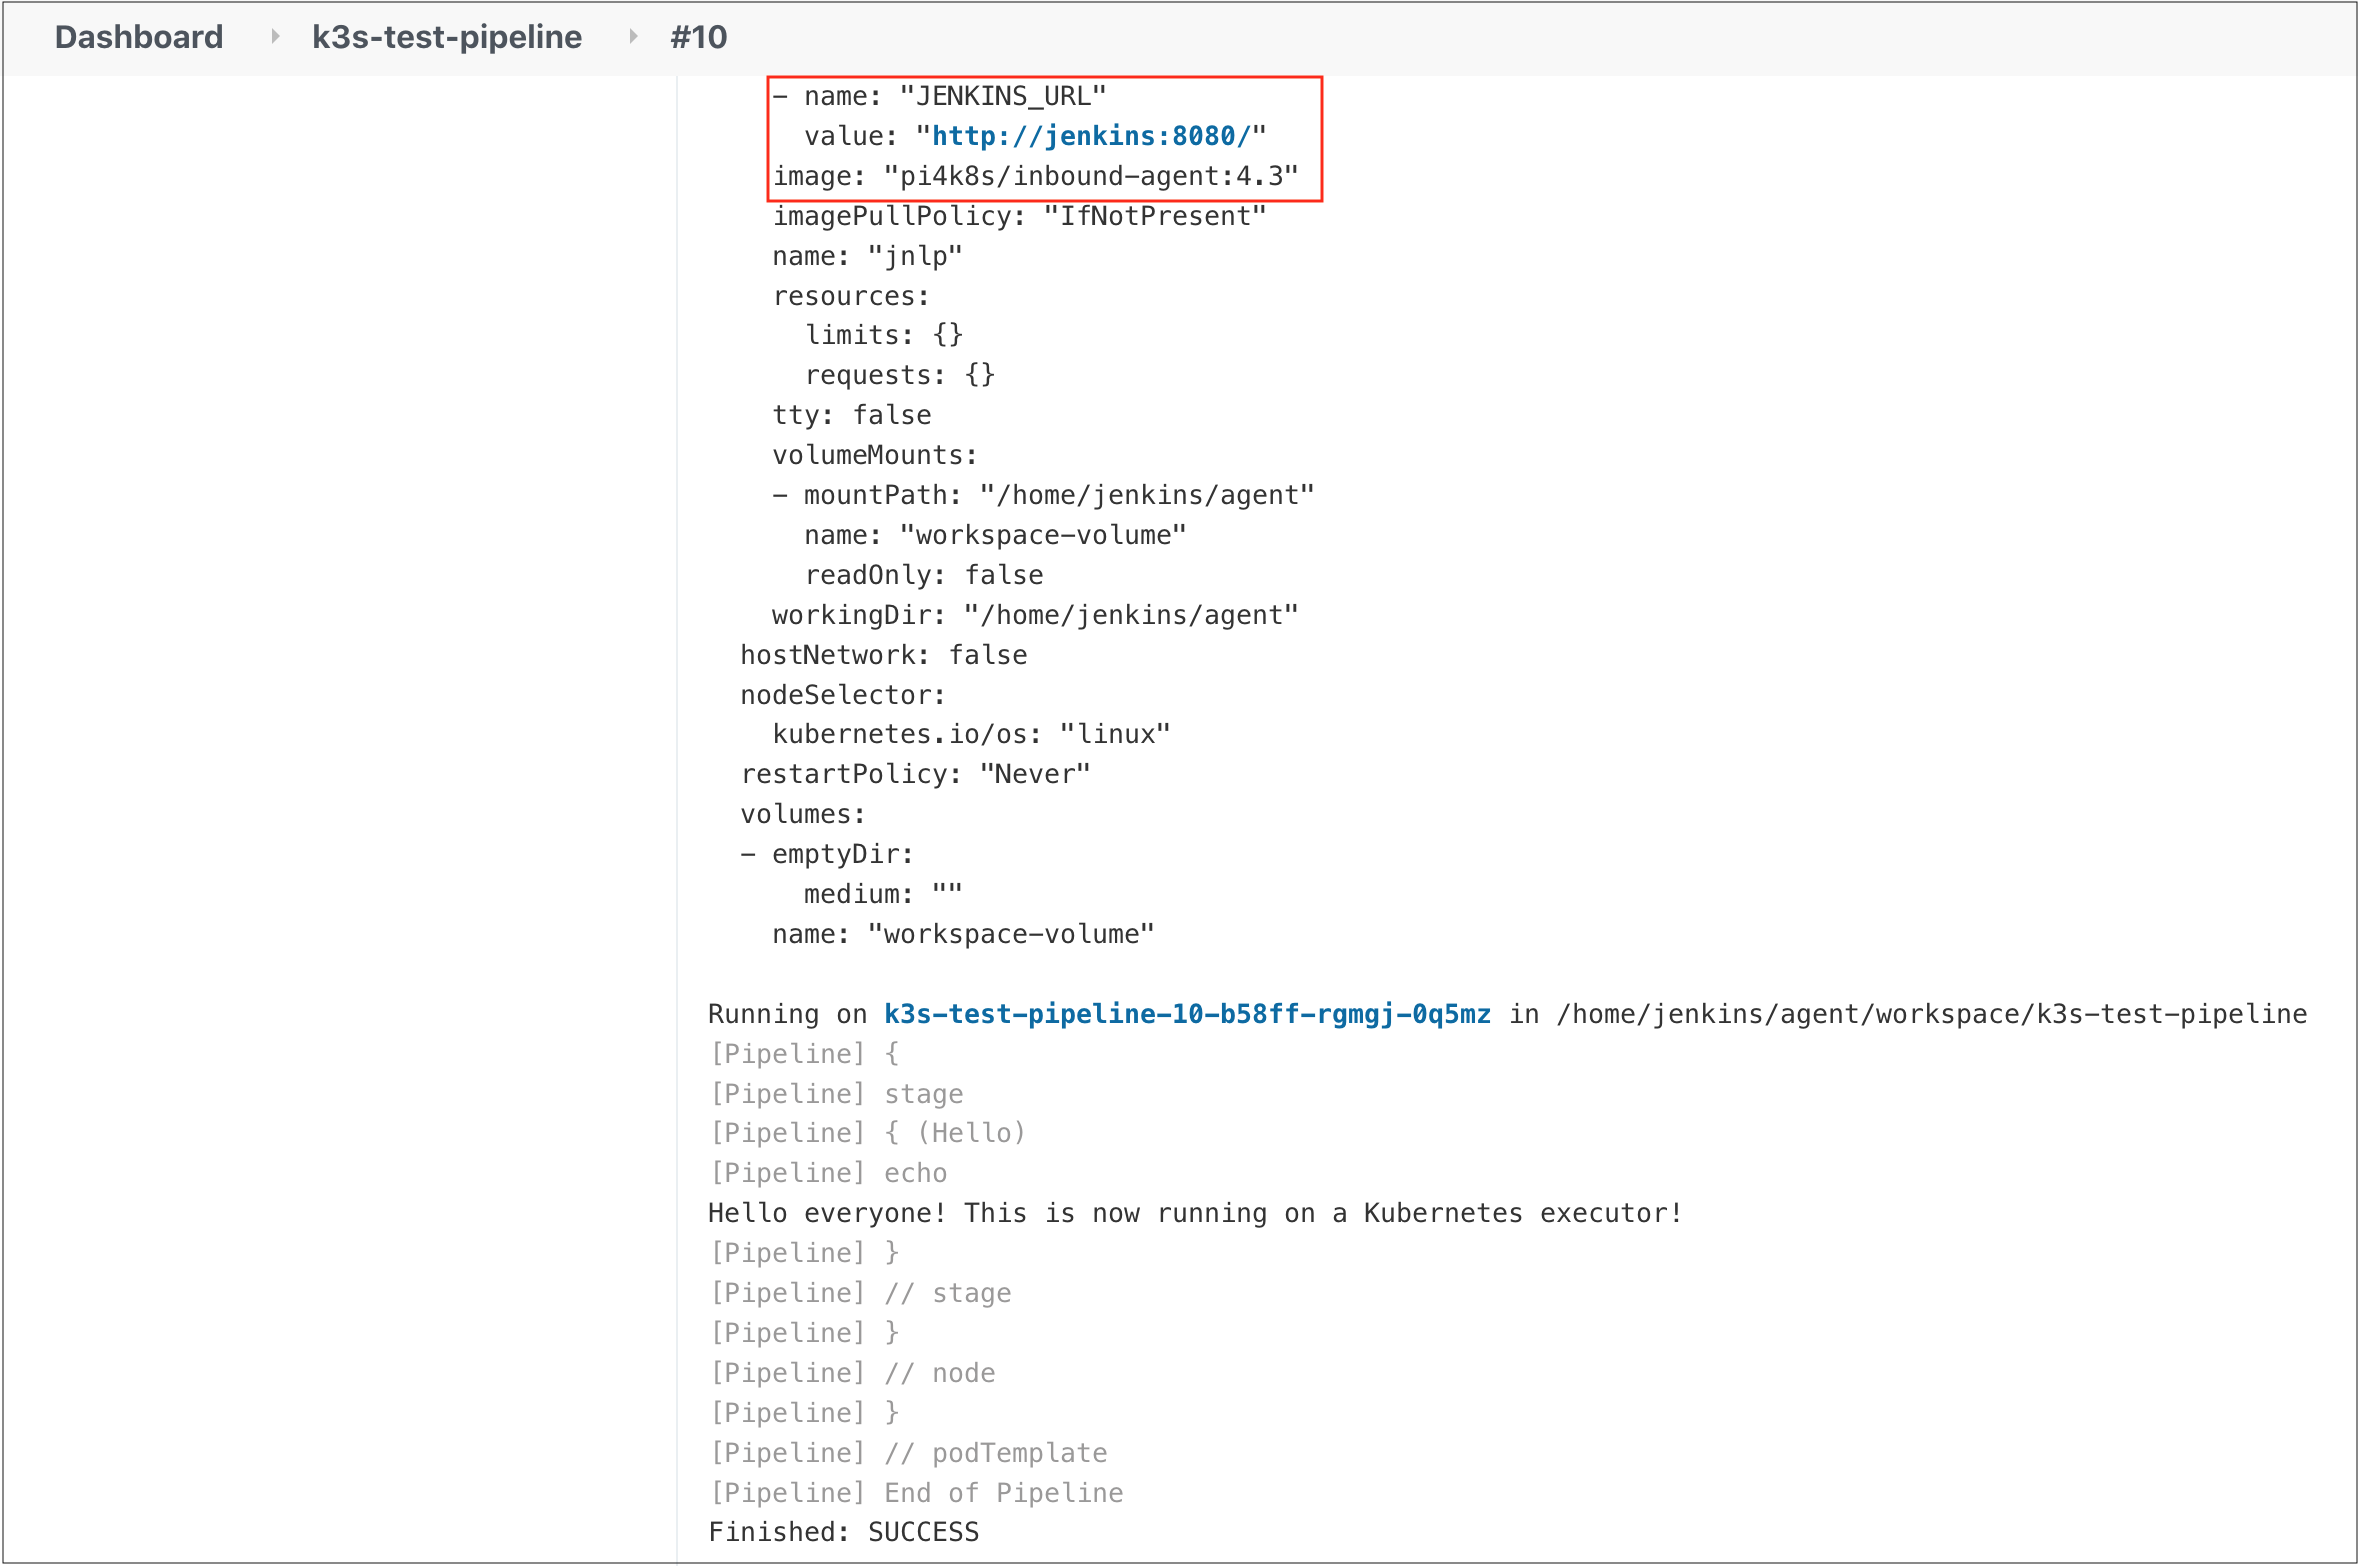 Dashboard k3s-test-pipeline #10
- name: "JENKINS_URL"
value: "http://jenkins:8080/"
image: "pi4k8s/inbound-agent:4.3"
imagePullPolicy: "IfNotPresent"
name: "jnlp"
resources:
limits: {}
requests: {}
tty: false
volumeMounts:
- mountPath: "/home/jenkins/agent"
name: "workspace-volume"
readOnly: false
workingDir: "/home/jenkins/agent"
hostNetwork: false
nodeSelector:
kubernetes.io/os: "linux"
restartPolicy: "Never"
volumes:
- emptyDir:
medium: ""
name: "workspace-volume"
Running on k3s-test-pipeline-10-b58ff-rgmgj-0q5mz in /home/jenkins/agent/workspace/k3s-test-pipeline
[Pipeline] {
[Pipeline] stage
[Pipeline] { (Hello)
[Pipeline] echo
Hello everyone! This is now running on a Kubernetes executor!
[Pipeline] }
[Pipeline] // stage
[Pipeline] }
[Pipeline] // node
[Pipeline] }
[Pipeline] // podTemplate
[Pipeline] End of Pipeline
Finished: SUCCESS